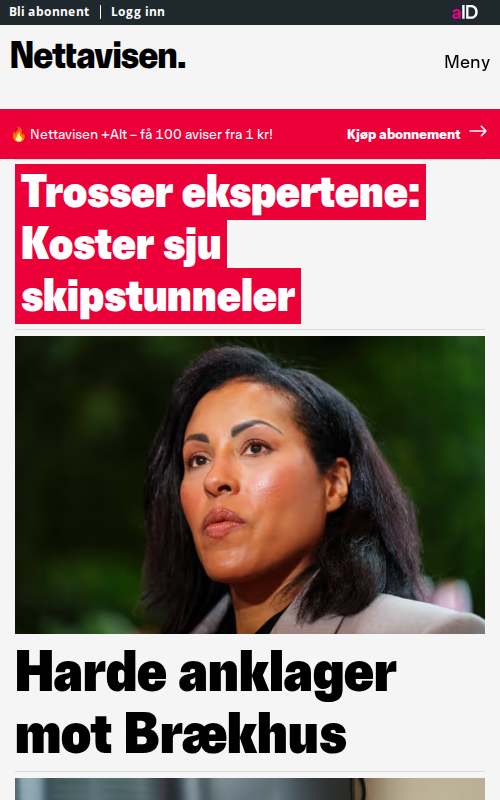 Bli abonnent | Logg inn
aID
Nettavisen.
Meny
🔥 Nettavisen +Alt – få 100 aviser fra 1 kr!
Kjøp abonnement →
Trosser ekspertene:
Koster sju
skipstunneler
Harde anklager
mot Brækhus